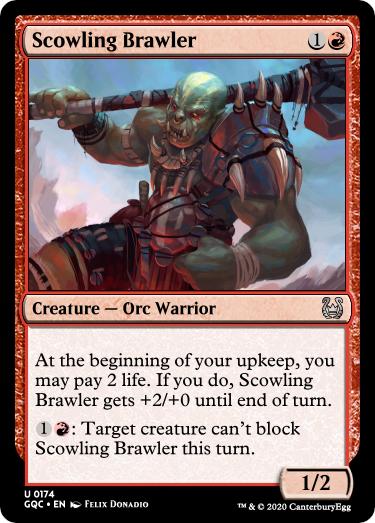 Scowling Brawler 1
Creature — Orc Warrior
At the beginning of your upkeep, you
may pay 2 life. If you do, Scowling
Brawler gets +2/+0 until end of turn.
1 : Target creature can't block
Scowling Brawler this turn.
1/2
U 0174
GQC • EN Felix Donadio
™ & © 2020 CanterburyEgg